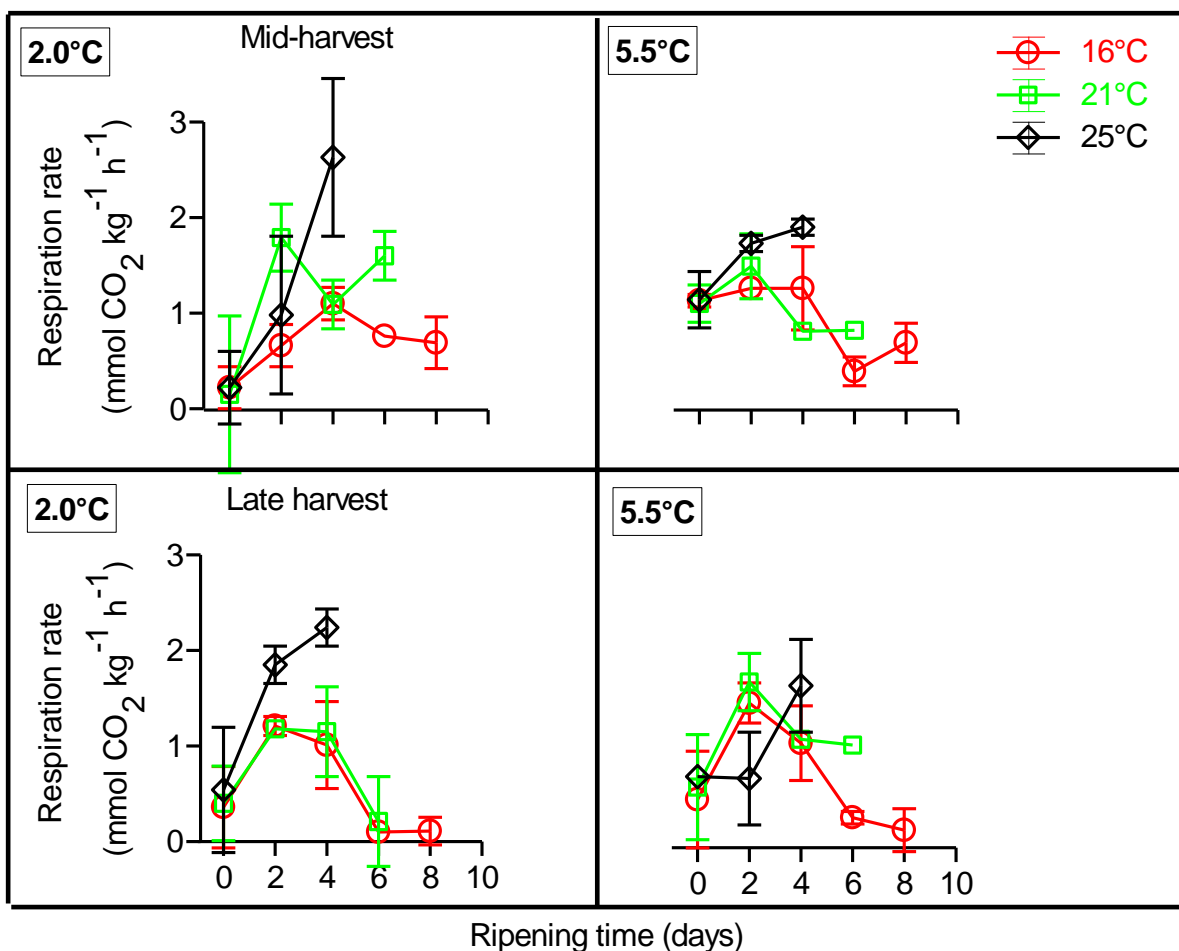 2.0°C
Mid-harvest
5.5°C
16°C
21°C
25°C
Respiration rate
(mmol CO2 kg-1 h-1)
3
2
1
0
2.0°C
Late harvest
5.5°C
Respiration rate
(mmol CO2 kg-1 h-1)
3
2
1
0
0 2 4 6 8 10
0 2 4 6 8 10
Ripening time (days)